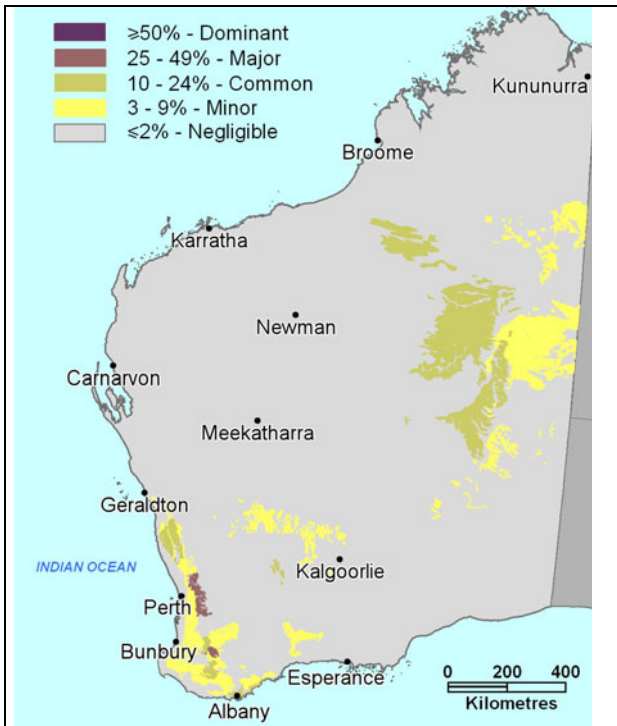 ≥50% - Dominant
25 - 49% - Major
10 - 24% - Common
3 - 9% - Minor
≤2% - Negligible
Kununurra
Broome
Karratha
Newman
Carnarvon
Meekatharra
Geraldton
INDIAN OCEAN
Kalgoorlie
Perth
Bunbury
Esperance
Albany
0 200 400
Kilometres